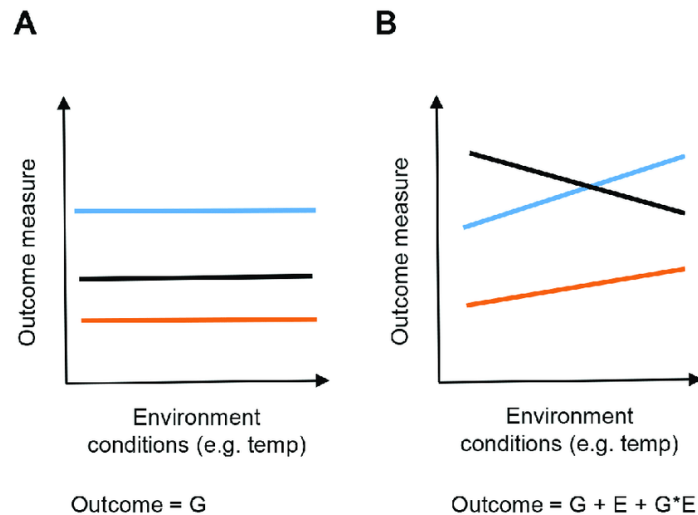 A
B
Outcome measure
Environment
conditions (e.g. temp)
Outcome = G
Outcome measure
Environment
conditions (e.g. temp)
Outcome = G + E + G*E